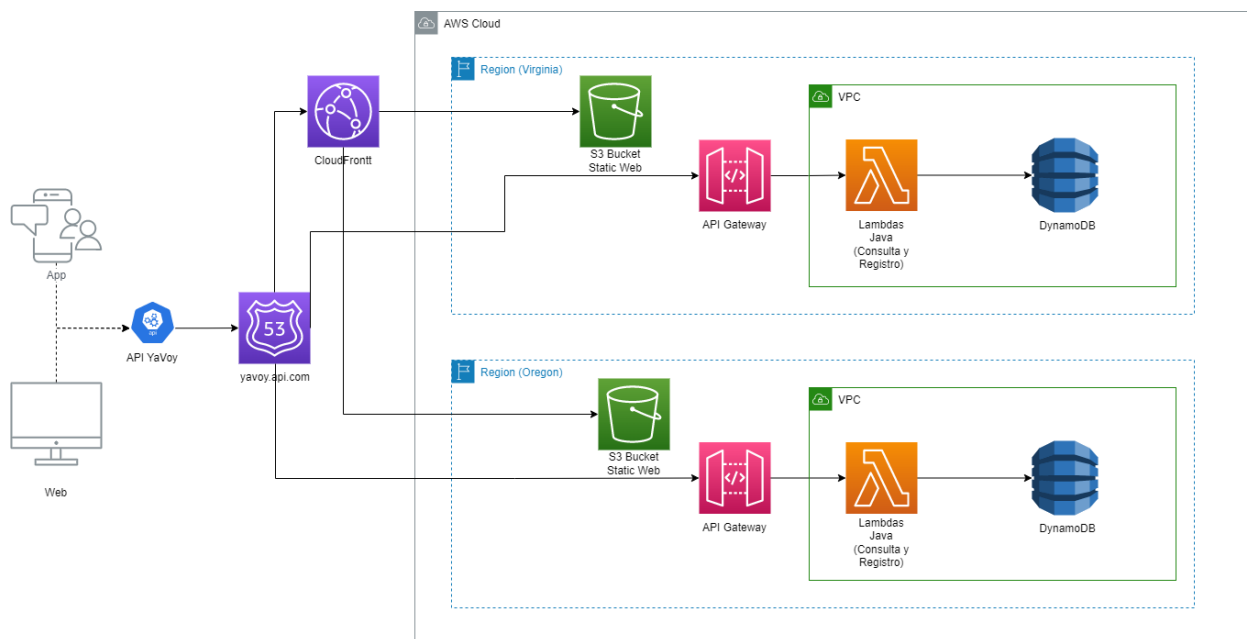 AWS Cloud
Region (Virginia)
VPC
CloudFrontt
S3 Bucket
Static Web
API Gateway
Lambdas
Java
(Consulta y
Registro)
DynamoDB
App
API YaVoy
api
53
yavoy.api.com
Web
Region (Oregon)
VPC
S3 Bucket
Static Web
API Gateway
Lambdas
Java
(Consulta y
Registro)
DynamoDB